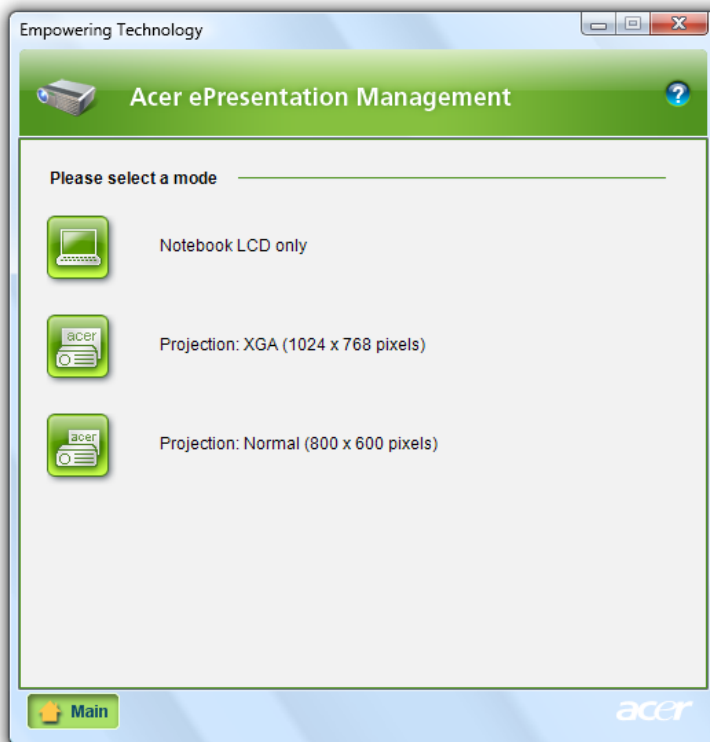 Empowering Technology
Acer ePresentation Management
?
Please select a mode
Notebook LCD only
acer
Projection: XGA (1024 x 768 pixels)
acer
Projection: Normal (800 x 600 pixels)
Main
acer